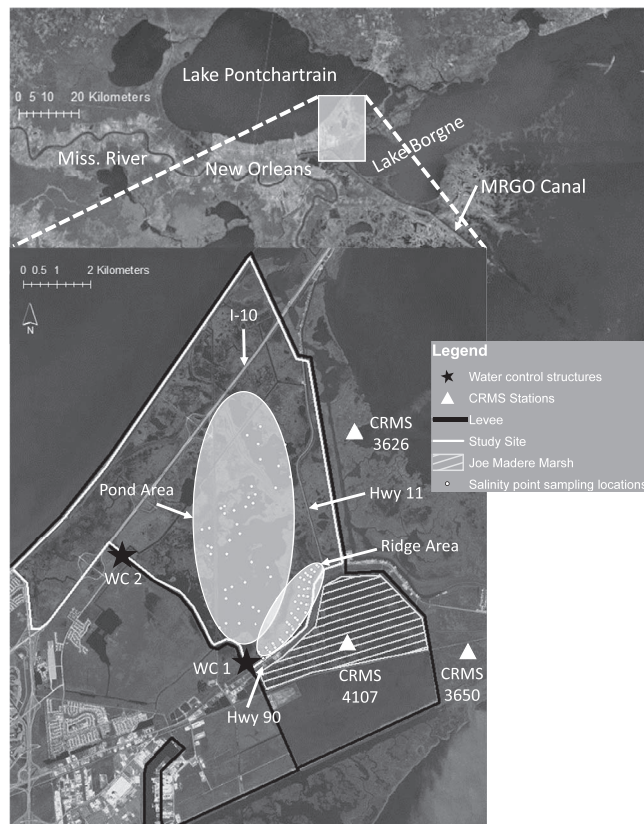 Lake Pontchartrain
0 5 10 20 Kilometers
Miss. River
New Orleans
Lake Borgne
MRGO Canal
0 0.5 1 2 Kilometers
N
I-10
Legend
Water control structures
CRMS Stations
Levee
Study Site
Joe Madere Marsh
Salinity point sampling locations
CRMS
3626
Pond Area
Hwy 11
Ridge Area
WC 2
WC 1
CRMS
4107
CRMS
3650
Hwy 90